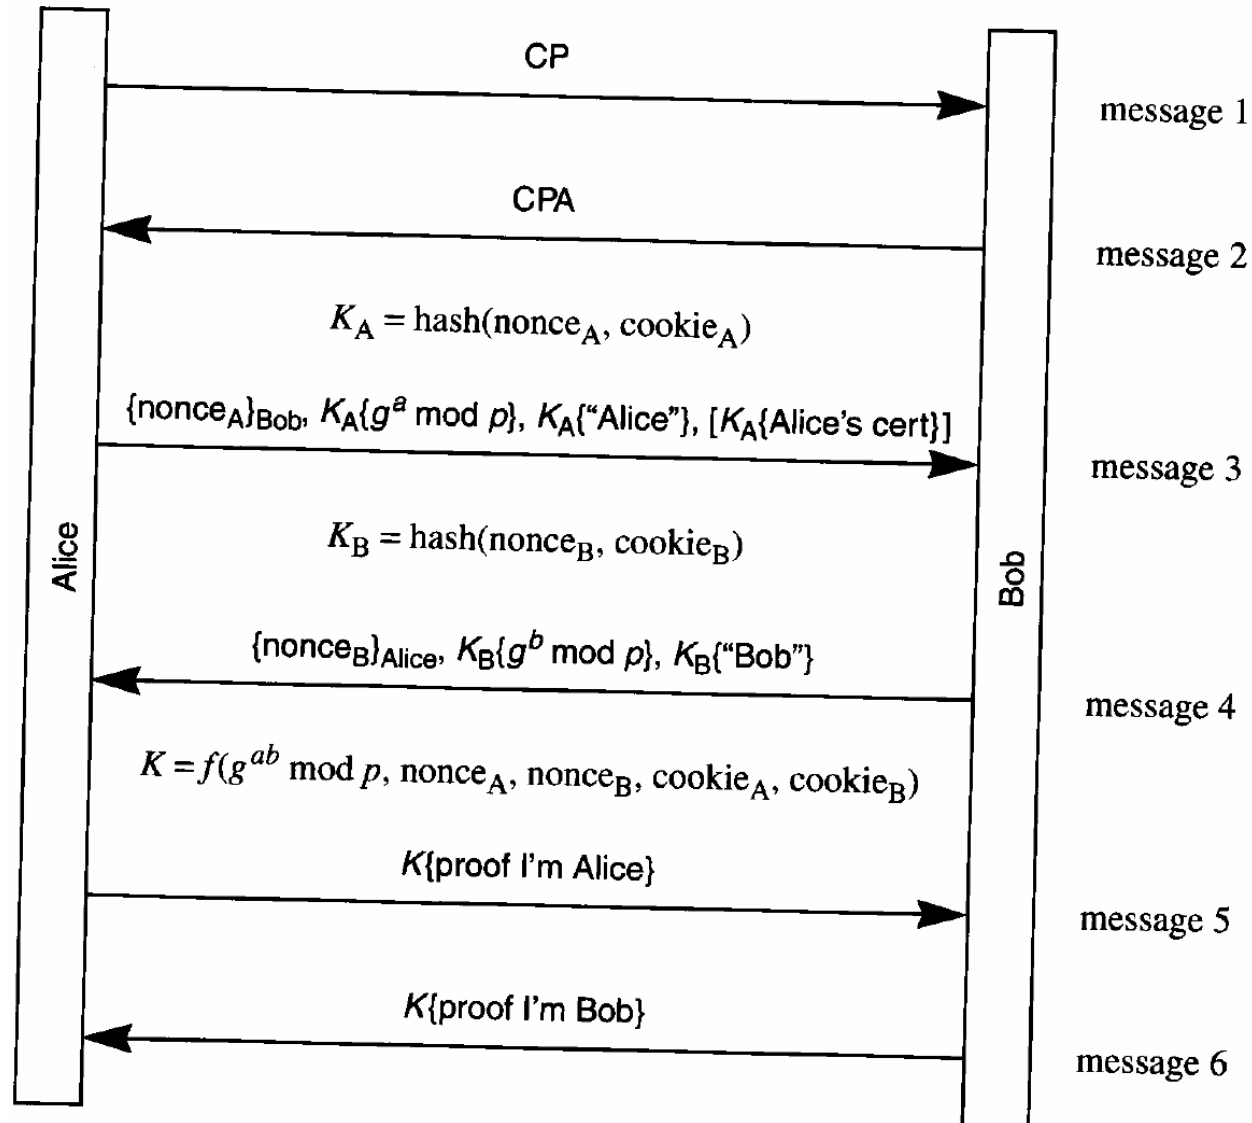 CP
message 1
CPA
message 2
K_A = hash(nonce_A, cookie_A)
{nonce_A}_Bob, K_A{g^a mod p}, K_A{“Alice”}, [K_A{Alice’s cert}]
message 3
K_B = hash(nonce_B, cookie_B)
Alice
Bob
{nonce_B}_Alice, K_B{g^b mod p}, K_B{“Bob”}
message 4
K = f(g^ab mod p, nonce_A, nonce_B, cookie_A, cookie_B)
K{proof I’m Alice}
message 5
K{proof I’m Bob}
message 6